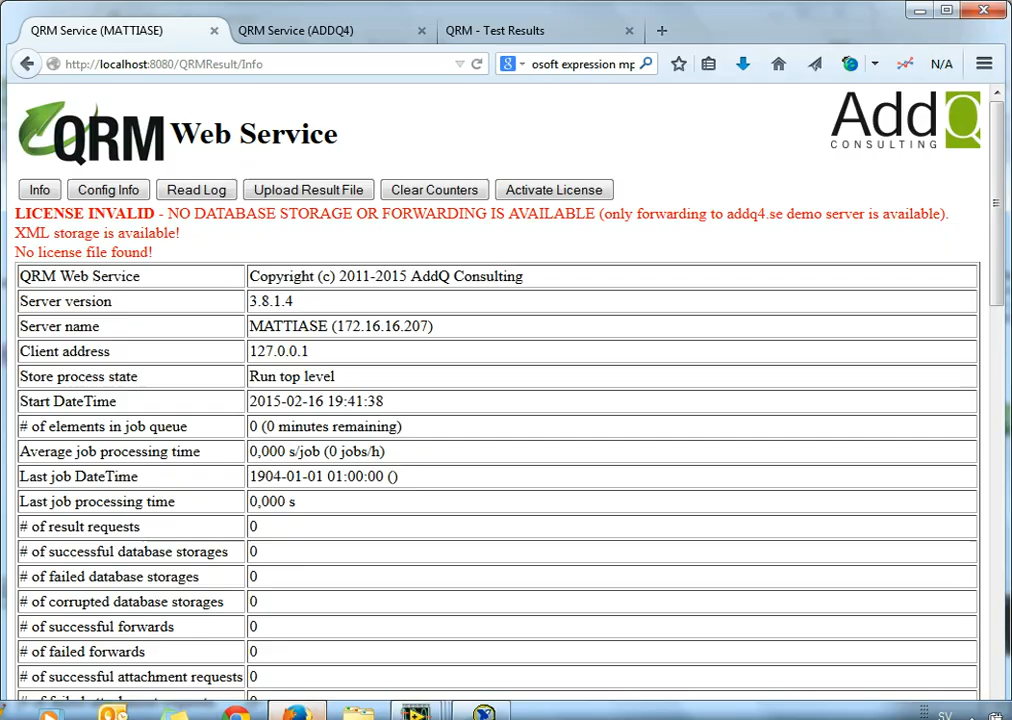 QRM Service (MATTIASE)
QRM Service (ADDQ4)
QRM - Test Results
http://localhost:8080/QRMResult/Info
osoft expression mp
N/A
QRM Web Service
AddQ
CONSULTING
Info
Config Info
Read Log
Upload Result File
Clear Counters
Activate License
LICENSE INVALID - NO DATABASE STORAGE OR FORWARDING IS AVAILABLE (only forwarding to addq4.se demo server is available).
XML storage is available!
No license file found!
QRM Web Service Copyright (c) 2011-2015 AddQ Consulting
Server version 3.8.1.4
Server name MATTIASE (172.16.16.207)
Client address 127.0.0.1
Store process state Run top level
Start DateTime 2015-02-16 19:41:38
# of elements in job queue 0 (0 minutes remaining)
Average job processing time 0,000 s/job (0 jobs/h)
Last job DateTime 1904-01-01 01:00:00 ()
Last job processing time 0,000 s
# of result requests 0
# of successful database storages 0
# of failed database storages 0
# of corrupted database storages 0
# of successful forwards 0
# of failed forwards 0
# of successful attachment requests 0
SV